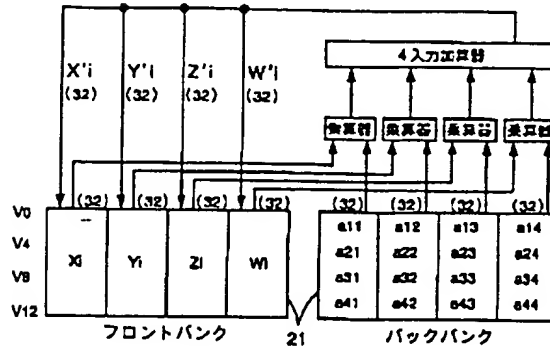 4入力加算器
X'i Y'i Z'i W'i
(32) (32) (32) (32)
乗算器 乗算器 乗算器 乗算器
(32) (32) (32) (32) (32) (32) (32) (32)
V0
V4
V8
V12
Xi Yi Zi Wi
a11 a12 a13 a14
a21 a22 a23 a24
a31 a32 a33 a34
a41 a42 a43 a44
フロントバンク 21 バックバンク